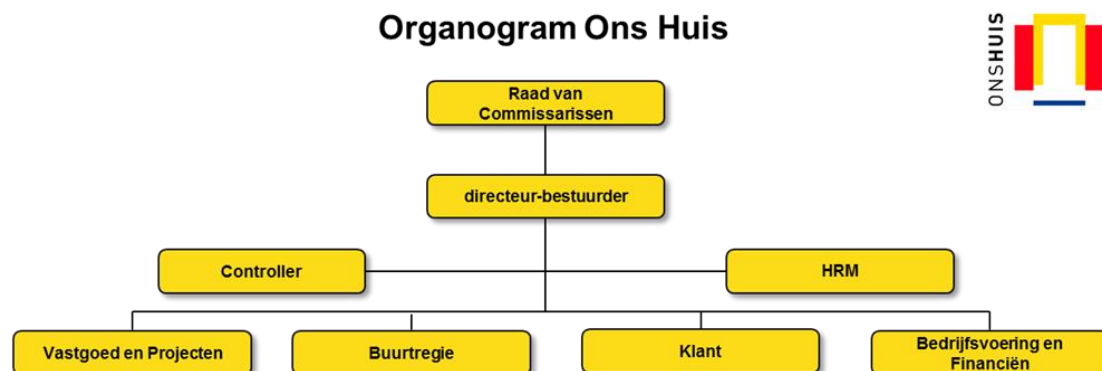 Organogram Ons Huis
ONSHUIS
Raad van
Commissarissen
directeur-bestuurder
Controller
HRM
Vastgoed en Projecten
Buurtregie
Klant
Bedrijfsvoering en
Financiën